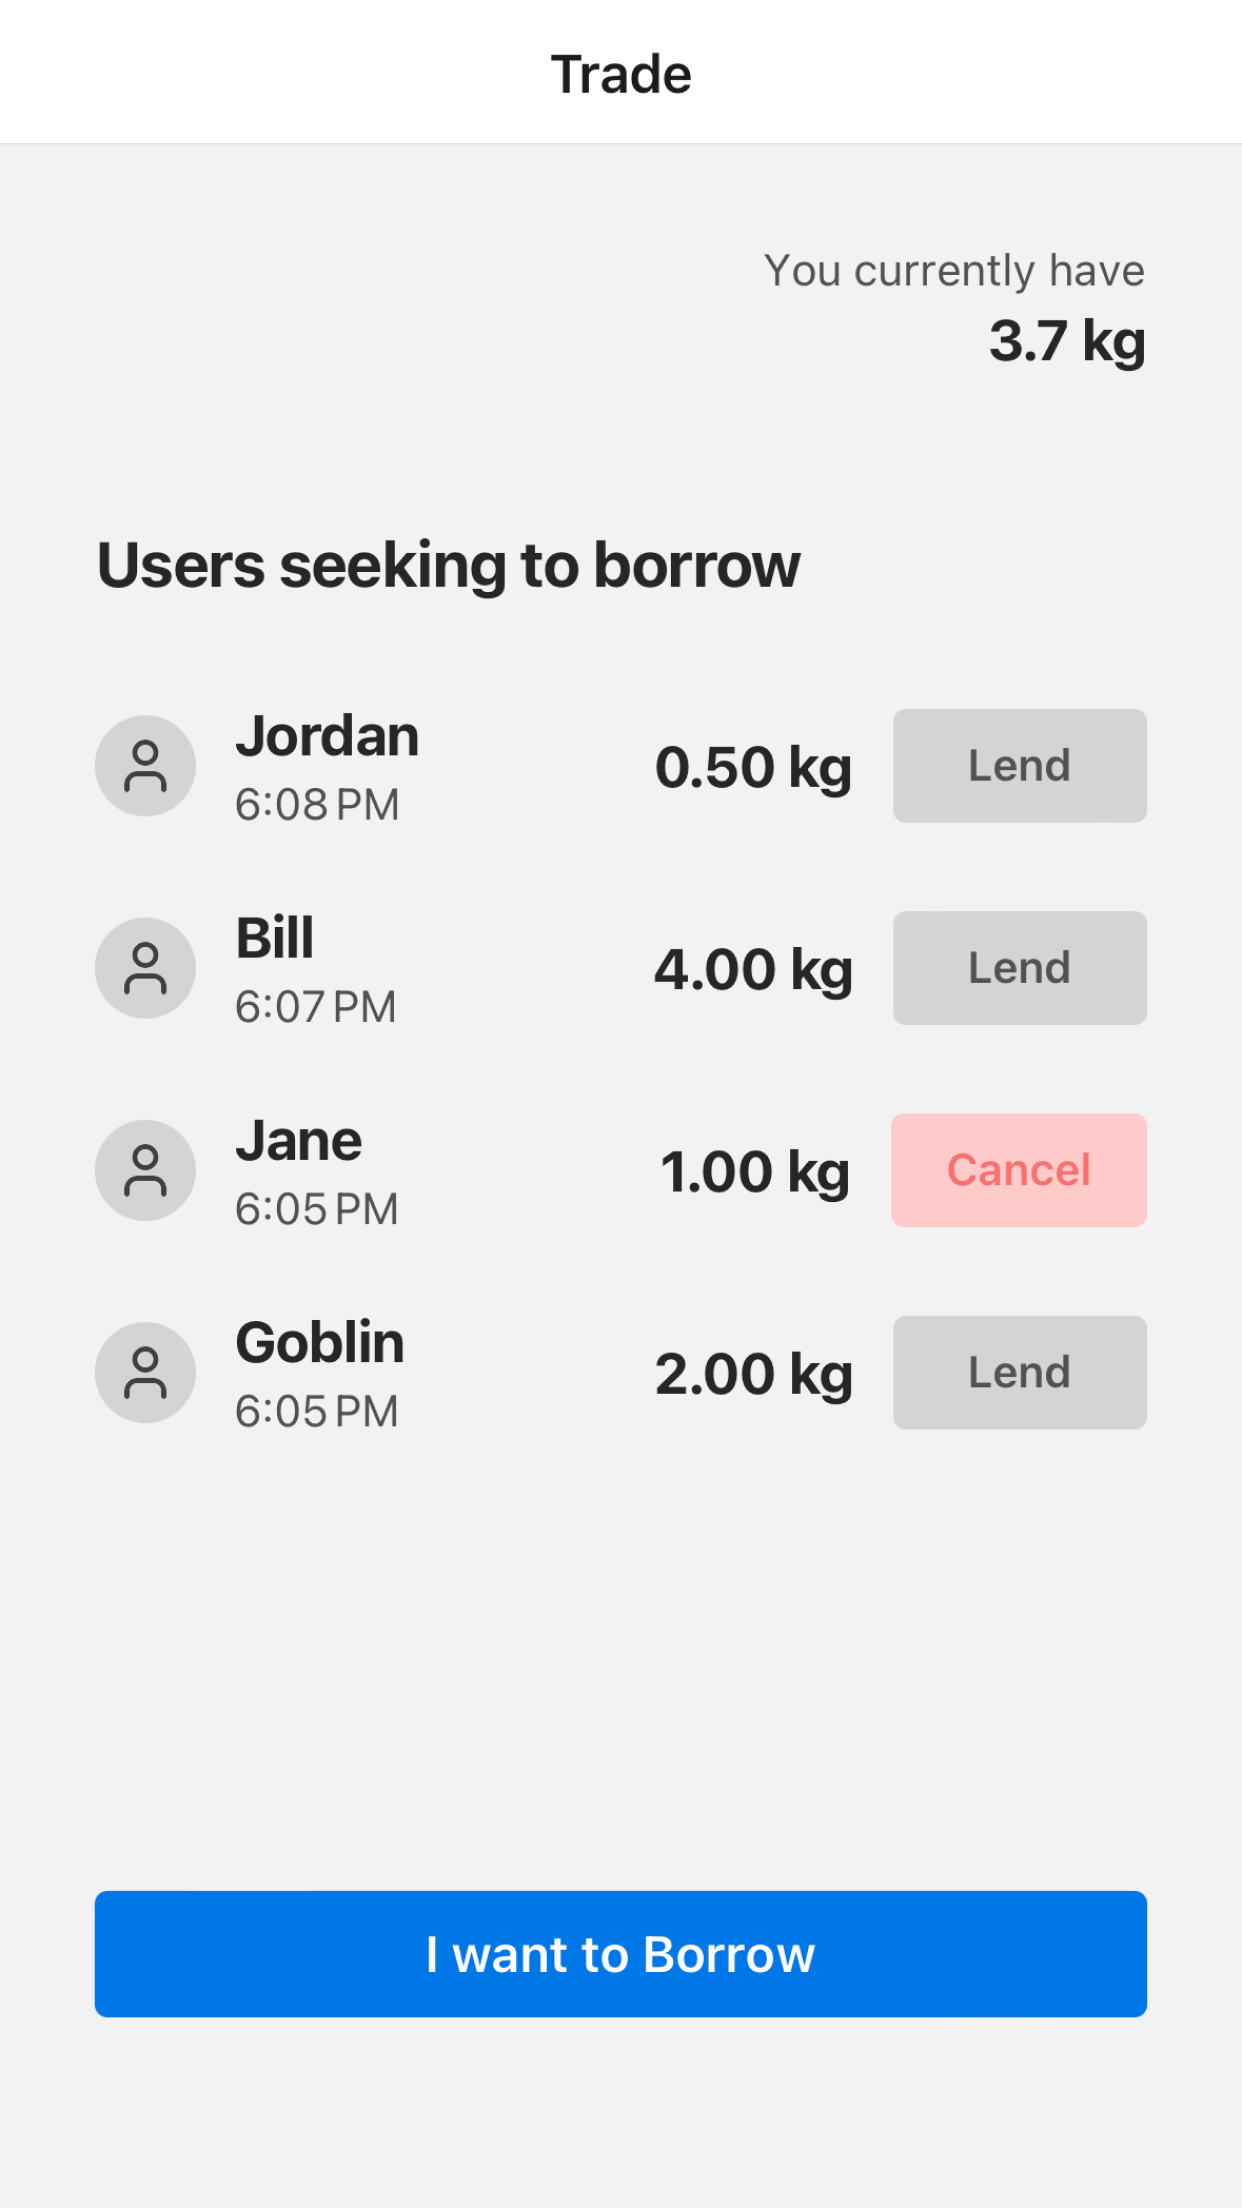 Trade
You currently have
3.7 kg
Users seeking to borrow
Jordan
6:08 PM
0.50 kg
Lend
Bill
6:07 PM
4.00 kg
Lend
Jane
6:05 PM
1.00 kg
Cancel
Goblin
6:05 PM
2.00 kg
Lend
I want to Borrow